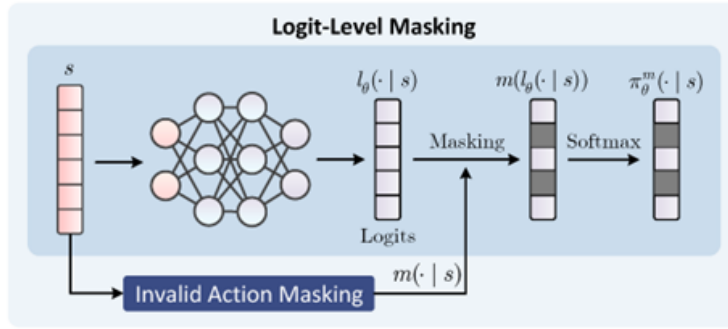 Logit-Level Masking
s
l_θ(· | s)
m(l_θ(· | s))
π_θ^m(· | s)
Masking
Softmax
Logits
m(· | s)
Invalid Action Masking